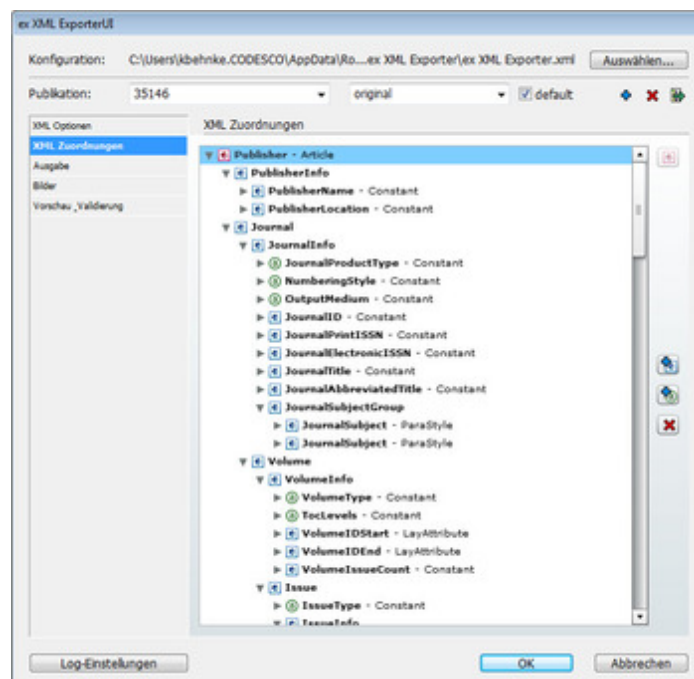 ex XML ExporterUI
Konfiguration: C:\Users\kbehnke.CODESCO\AppData\Ro....ex XML Exporter\ex XML Exporter.xml Auswählen...
Publikation: 35146 original default
XML Optionen
XML Zuordnungen
Ausgabe
Bilder
Vorschau_Validierung
XML Zuordnungen
Publisher - Article
PublisherInfo
PublisherName - Constant
PublisherLocation - Constant
Journal
JournalInfo
JournalProductType - Constant
NumberingStyle - Constant
OutputMedium - Constant
JournalID - Constant
JournalPrintISSN - Constant
JournalElectronicISSN - Constant
JournalTitle - Constant
JournalAbbreviatedTitle - Constant
JournalSubjectGroup
JournalSubject - ParaStyle
JournalSubject - ParaStyle
Volume
VolumeInfo
VolumeType - Constant
TocLevels - Constant
VolumeIDStart - LayAttribute
VolumeIDEnd - LayAttribute
VolumeIssueCount - Constant
Issue
IssueType - Constant
IssueInfo
Log-Einstellungen OK Abbrechen